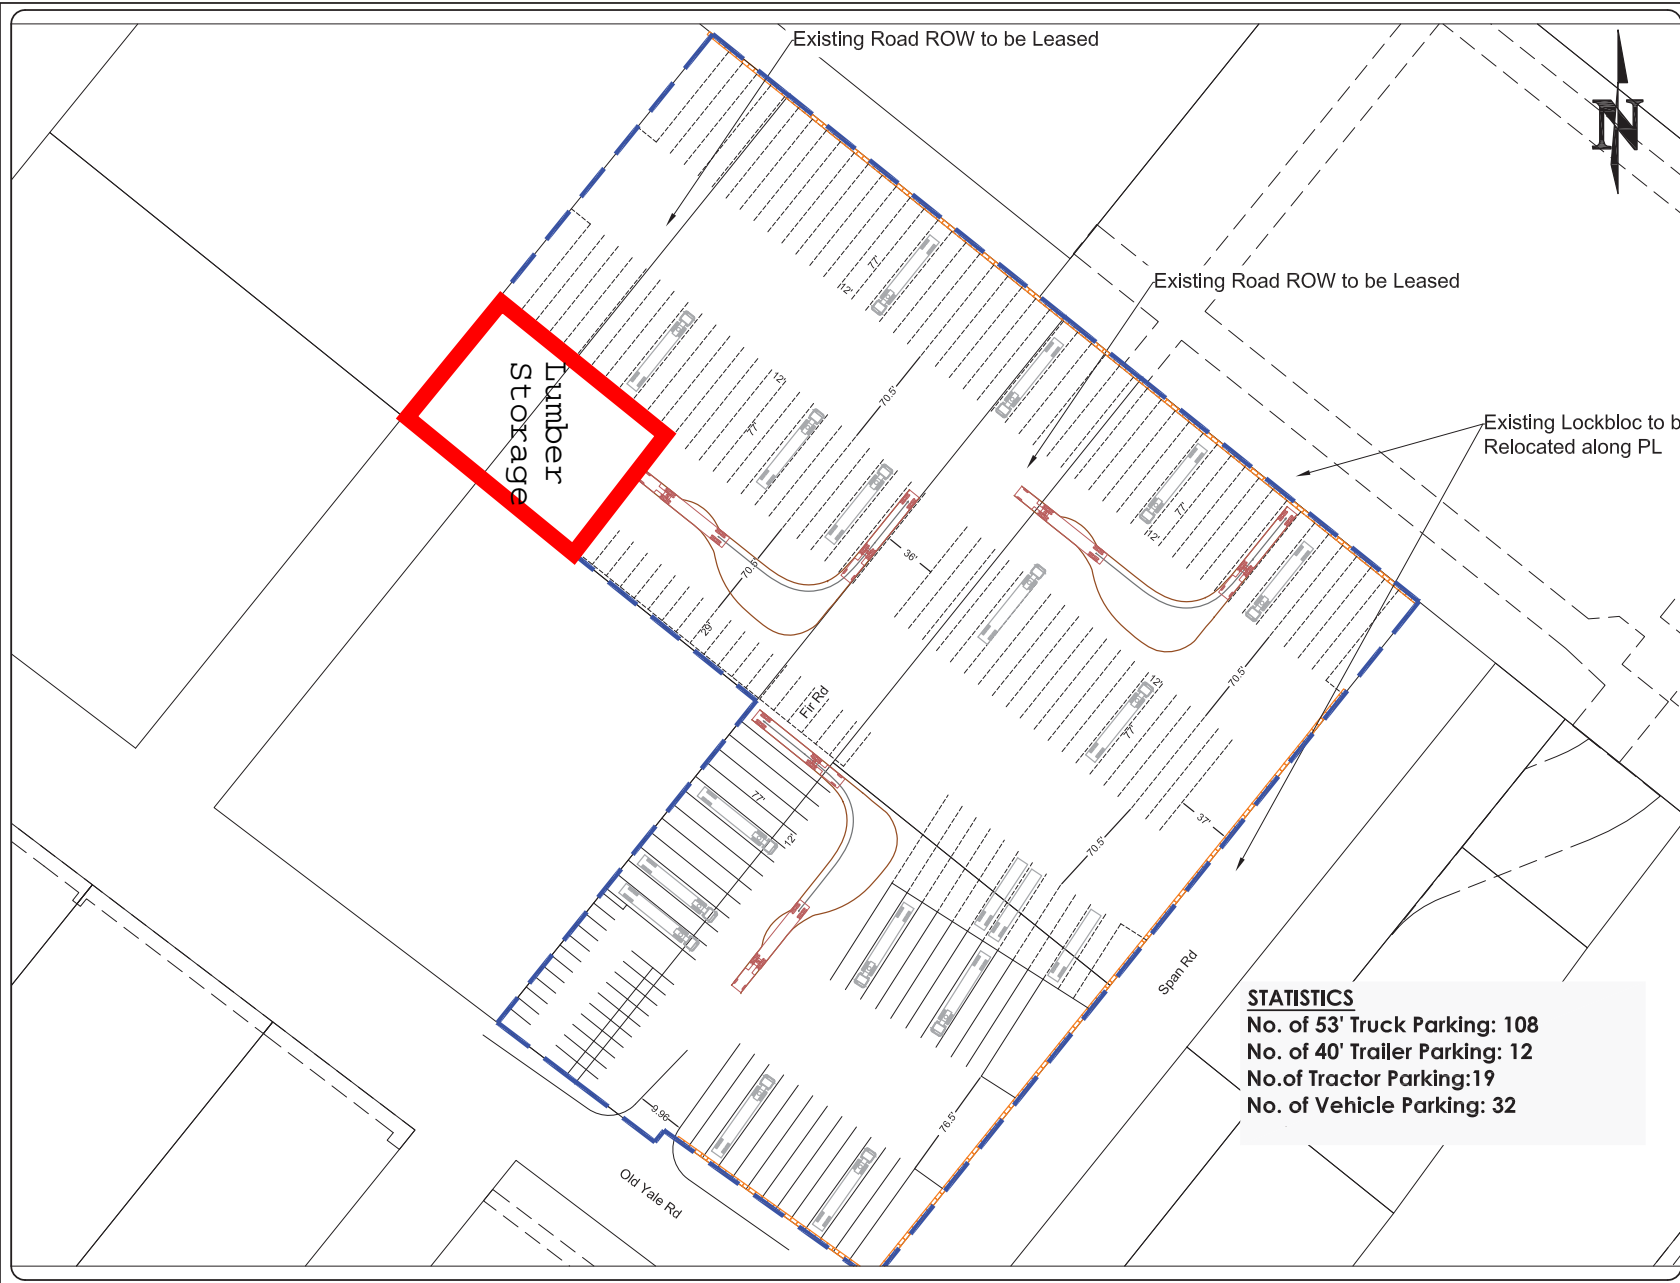 Existing Road ROW to be Leased
N
77'
12'
Existing Road ROW to be Leased
Lumber
Storage
12'
77'
70.5'
Existing Lockbloc to b
Relocated along PL
77'
12'
36'
70.5'
29'
70.5'
12'
77'
Fir Rd
77'
12'
37'
70.5'
Span Rd
STATISTICS
No. of 53' Truck Parking: 108
No. of 40' Trailer Parking: 12
No.of Tractor Parking:19
No. of Vehicle Parking: 32
9.96
76.5'
Old Yale Rd